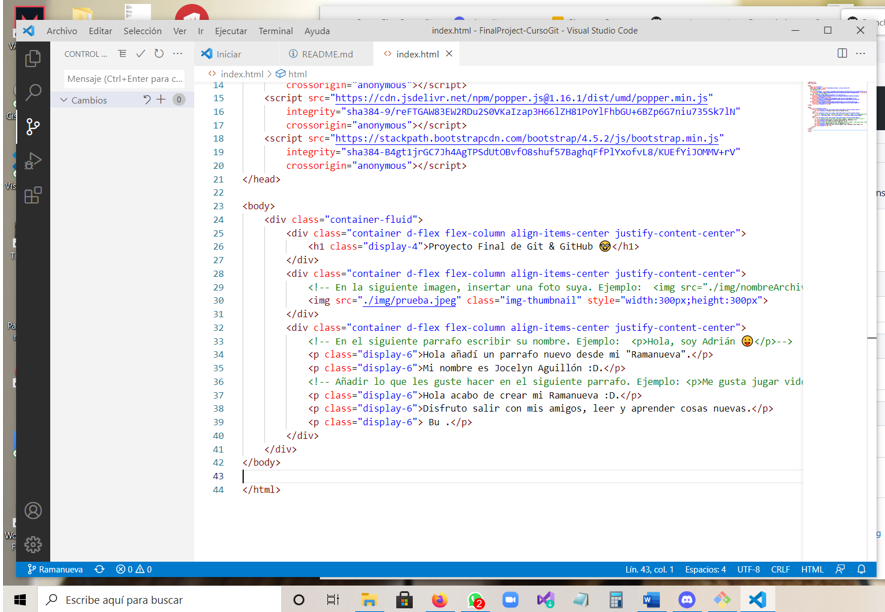 Archivo Editar Selección Ver Ir Ejecutar Terminal Ayuda index.html - FinalProject-CursoGit - Visual Studio Code
CONTROL ... Iniciar README.md index.html
index.html > html
Mensaje (Ctrl+Enter para c...
Cambios 0
14 crossorigin="anonymous"></script>
15 <script src="https://cdn.jsdelivr.net/npm/popper.js@1.16.1/dist/umd/popper.min.js"
16 integrity="sha384-9/reFTGAW83EW2RDu2S0VKaIzap3H66lZH81PoYlFhbGU+6BZp6G7niu735Sk7lN"
17 crossorigin="anonymous"></script>
18 <script src="https://stackpath.bootstrapcdn.com/bootstrap/4.5.2/js/bootstrap.min.js"
19 integrity="sha384-B4gt1jrGC7Jh4AgTPSdUtOBvfO8shuf57BaghqFfPlYxofvL8/KUEfYiJOMMV+rV"
20 crossorigin="anonymous"></script>
21 </head>
22
23 <body>
24 <div class="container-fluid">
25 <div class="container d-flex flex-column align-items-center justify-content-center">
26 <h1 class="display-4">Proyecto Final de Git & GitHub 🤓</h1>
27 </div>
28 <div class="container d-flex flex-column align-items-center justify-content-center">
29 <!-- En la siguiente imagen, insertar una foto suya. Ejemplo: <img src="./img/nombreArchiv
30 <img src="./img/prueba.jpeg" class="img-thumbnail" style="width:300px;height:300px">
31 </div>
32 <div class="container d-flex flex-column align-items-center justify-content-center">
33 <!-- En el siguiente parrafo escribir su nombre. Ejemplo: <p>Hola, soy Adrián 😛</p>-->
34 <p class="display-6">Hola añadí un parrafo nuevo desde mi "Ramanueva".</p>
35 <p class="display-6">Mi nombre es Jocelyn Aguillón :D.</p>
36 <!-- Añadir lo que les guste hacer en el siguiente parrafo. Ejemplo: <p>Me gusta jugar vide
37 <p class="display-6">Hola acabo de crear mi Ramanueva :D.</p>
38 <p class="display-6">Disfruto salir con mis amigos, leer y aprender cosas nuevas.</p>
39 <p class="display-6"> Bu .</p>
40 </div>
41 </div>
42 </body>
43
44 </html>
Ramanueva 0 0 Lín. 43, col. 1 Espacios: 4 UTF-8 CRLF HTML
Escribe aquí para buscar 2